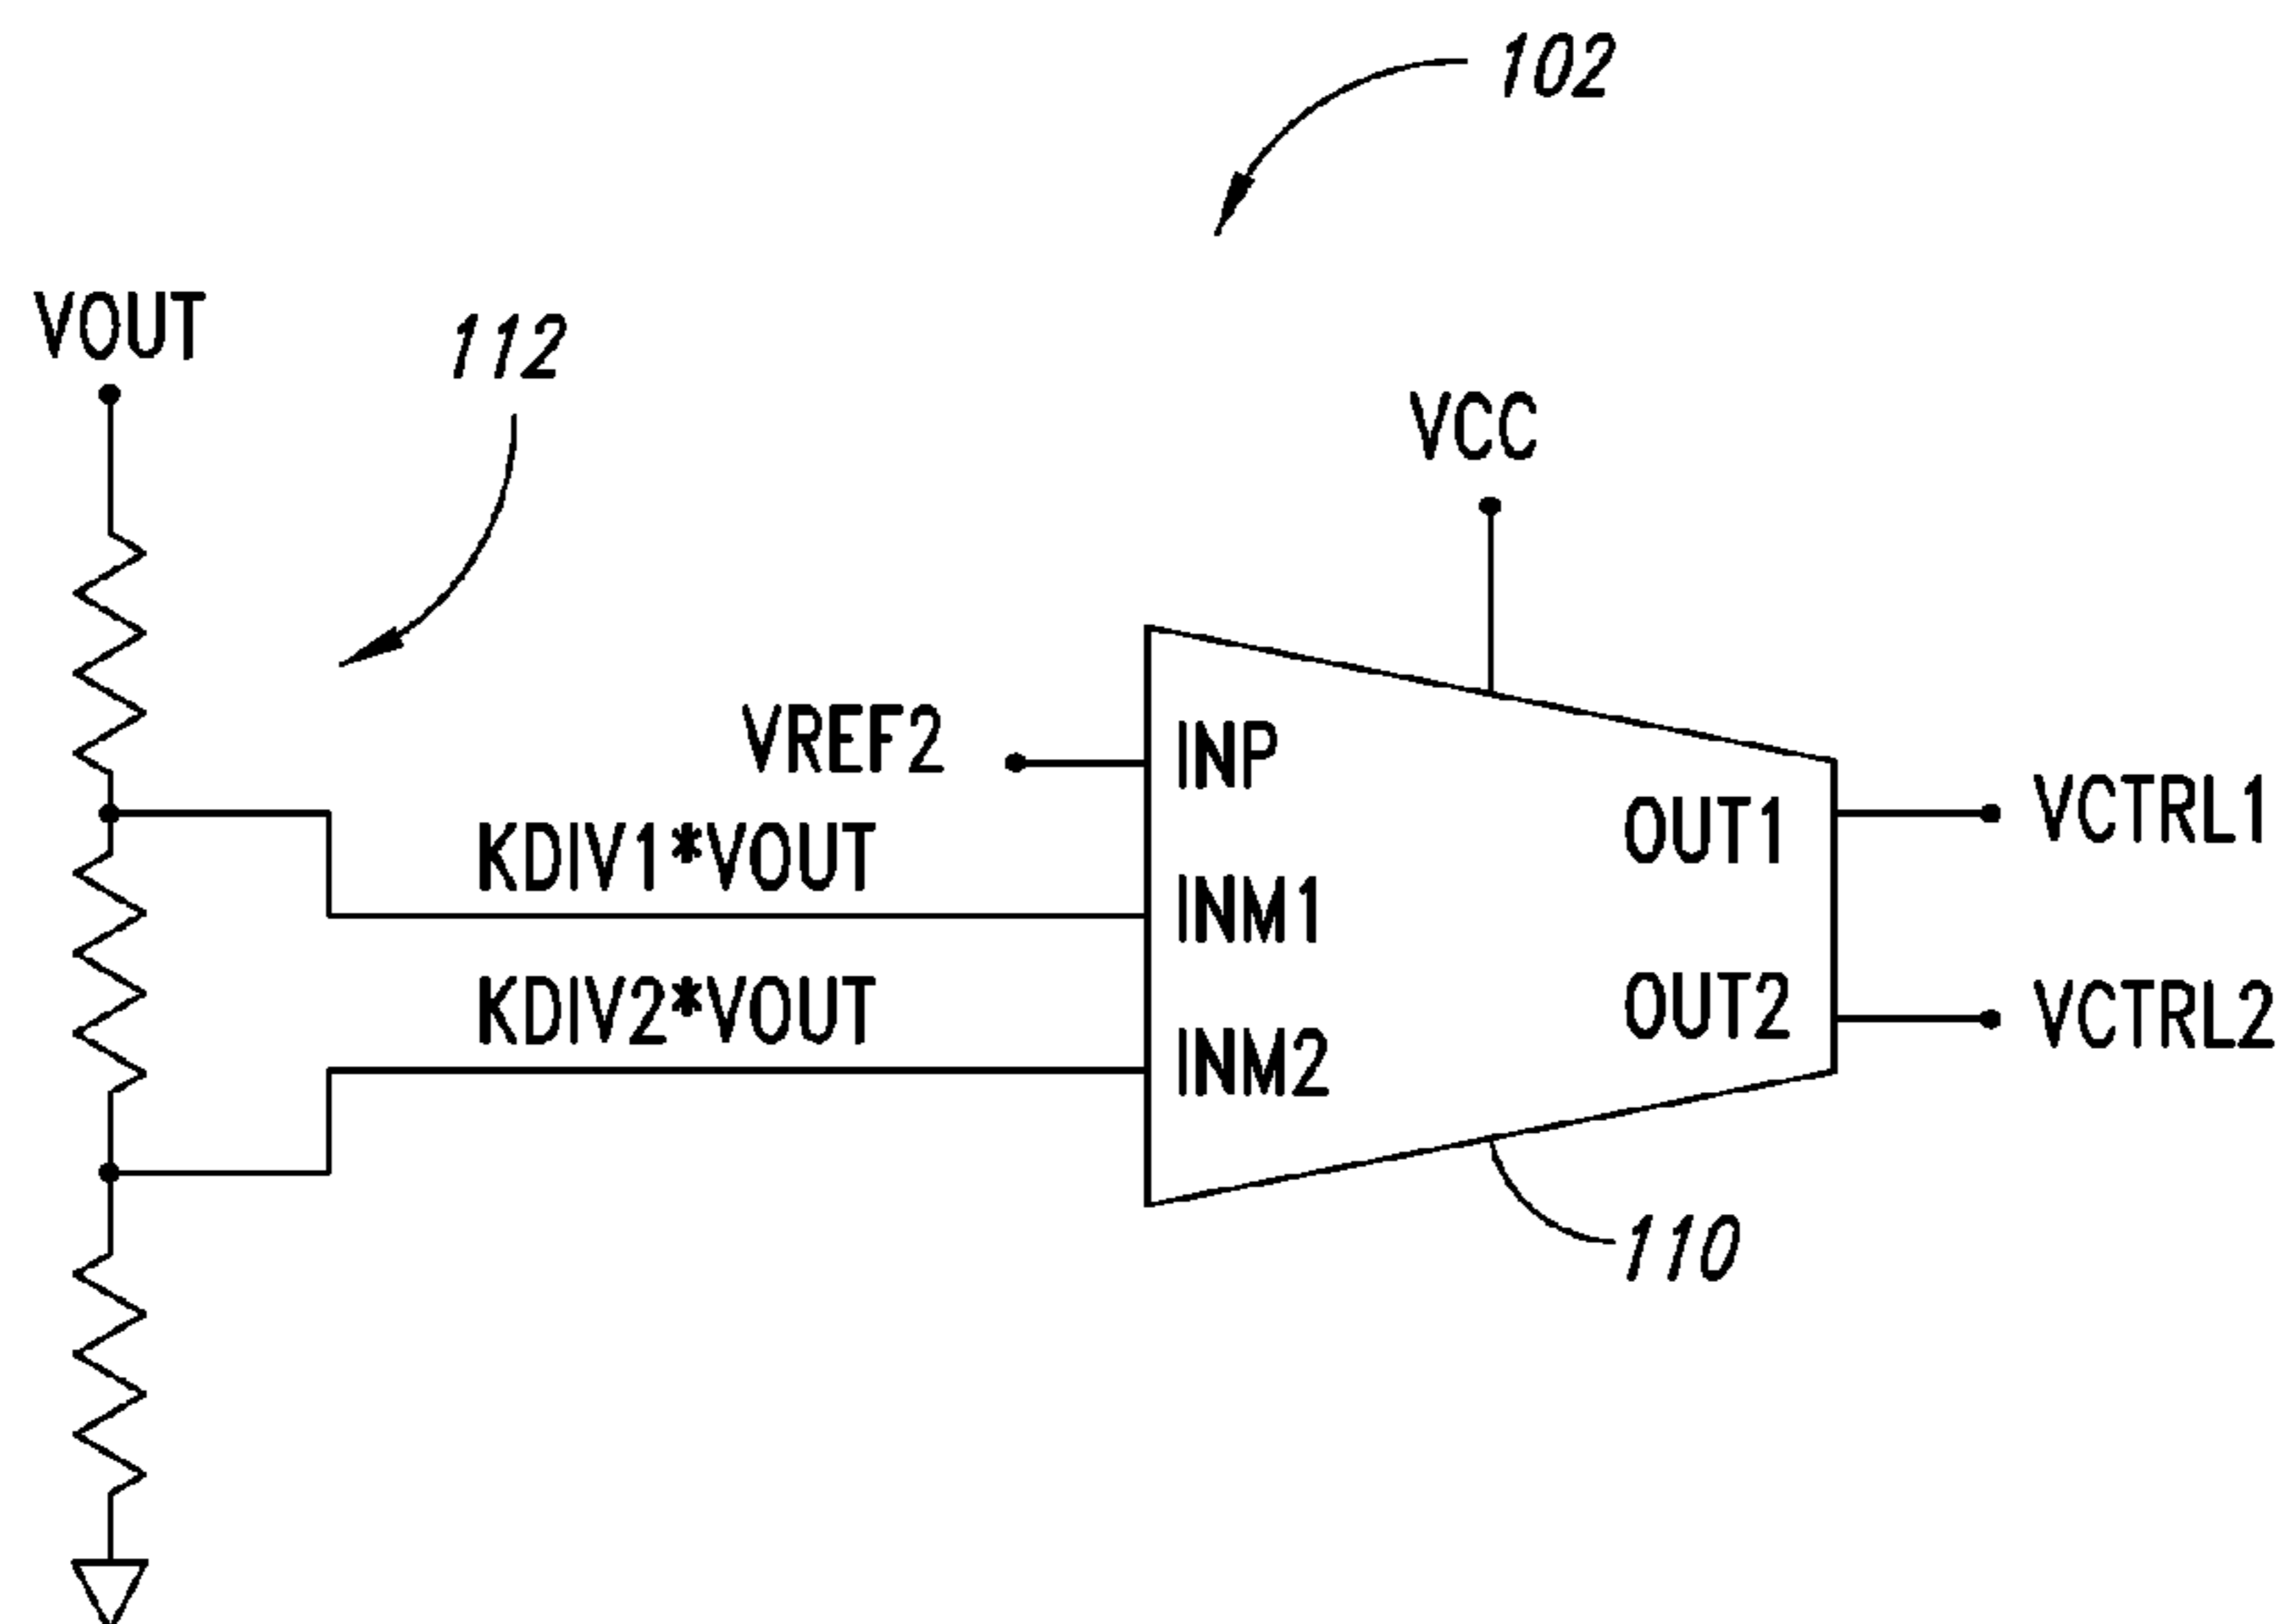 102
VOUT
112
VCC
VREF2
INP
KDIV1*VOUT
OUT1
VCTRL1
INM1
KDIV2*VOUT
OUT2
VCTRL2
INM2
110